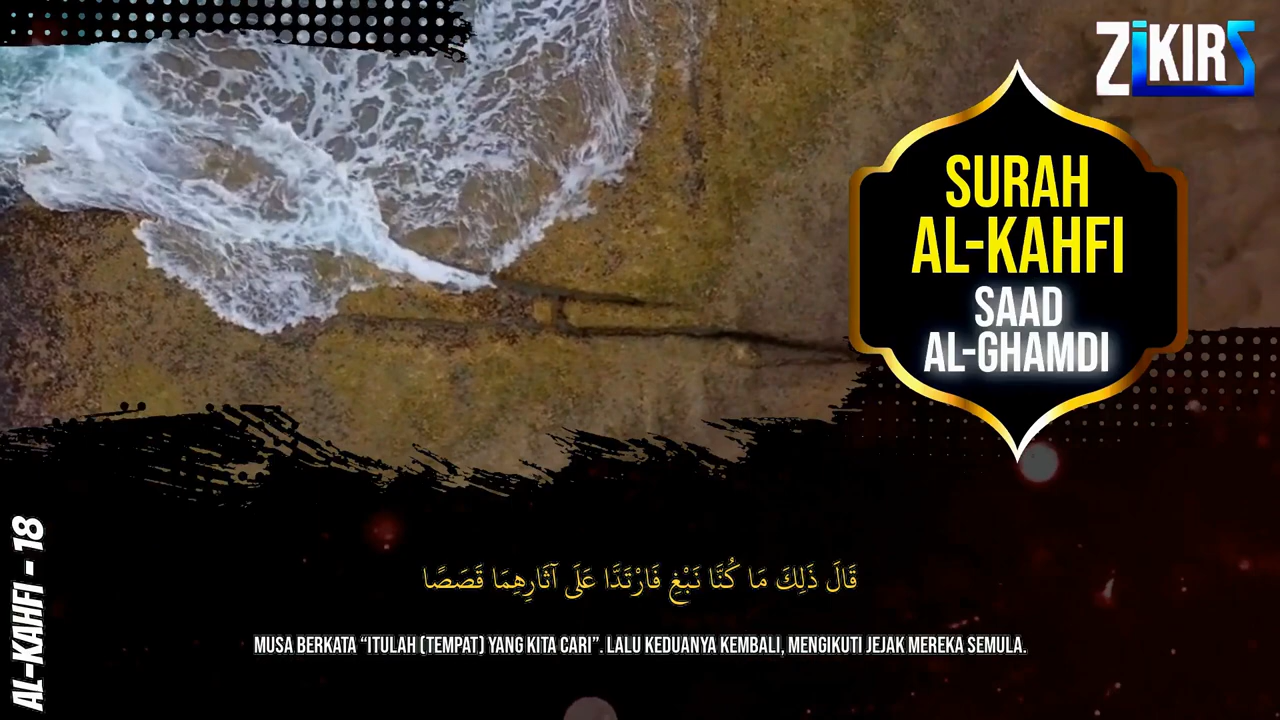 ZiKIRS
SURAH
AL-KAHFI
SAAD
AL-GHAMDI
قَالَ ذَلِكَ مَا كُنَّا نَبْغِ فَارْتَدَّا عَلَى آثَارِهِمَا قَصَصًا
MUSA BERKATA “ITULAH (TEMPAT) YANG KITA CARI”. LALU KEDUANYA KEMBALI, MENGIKUTI JEJAK MEREKA SEMULA.
AL-KAHFI - 18